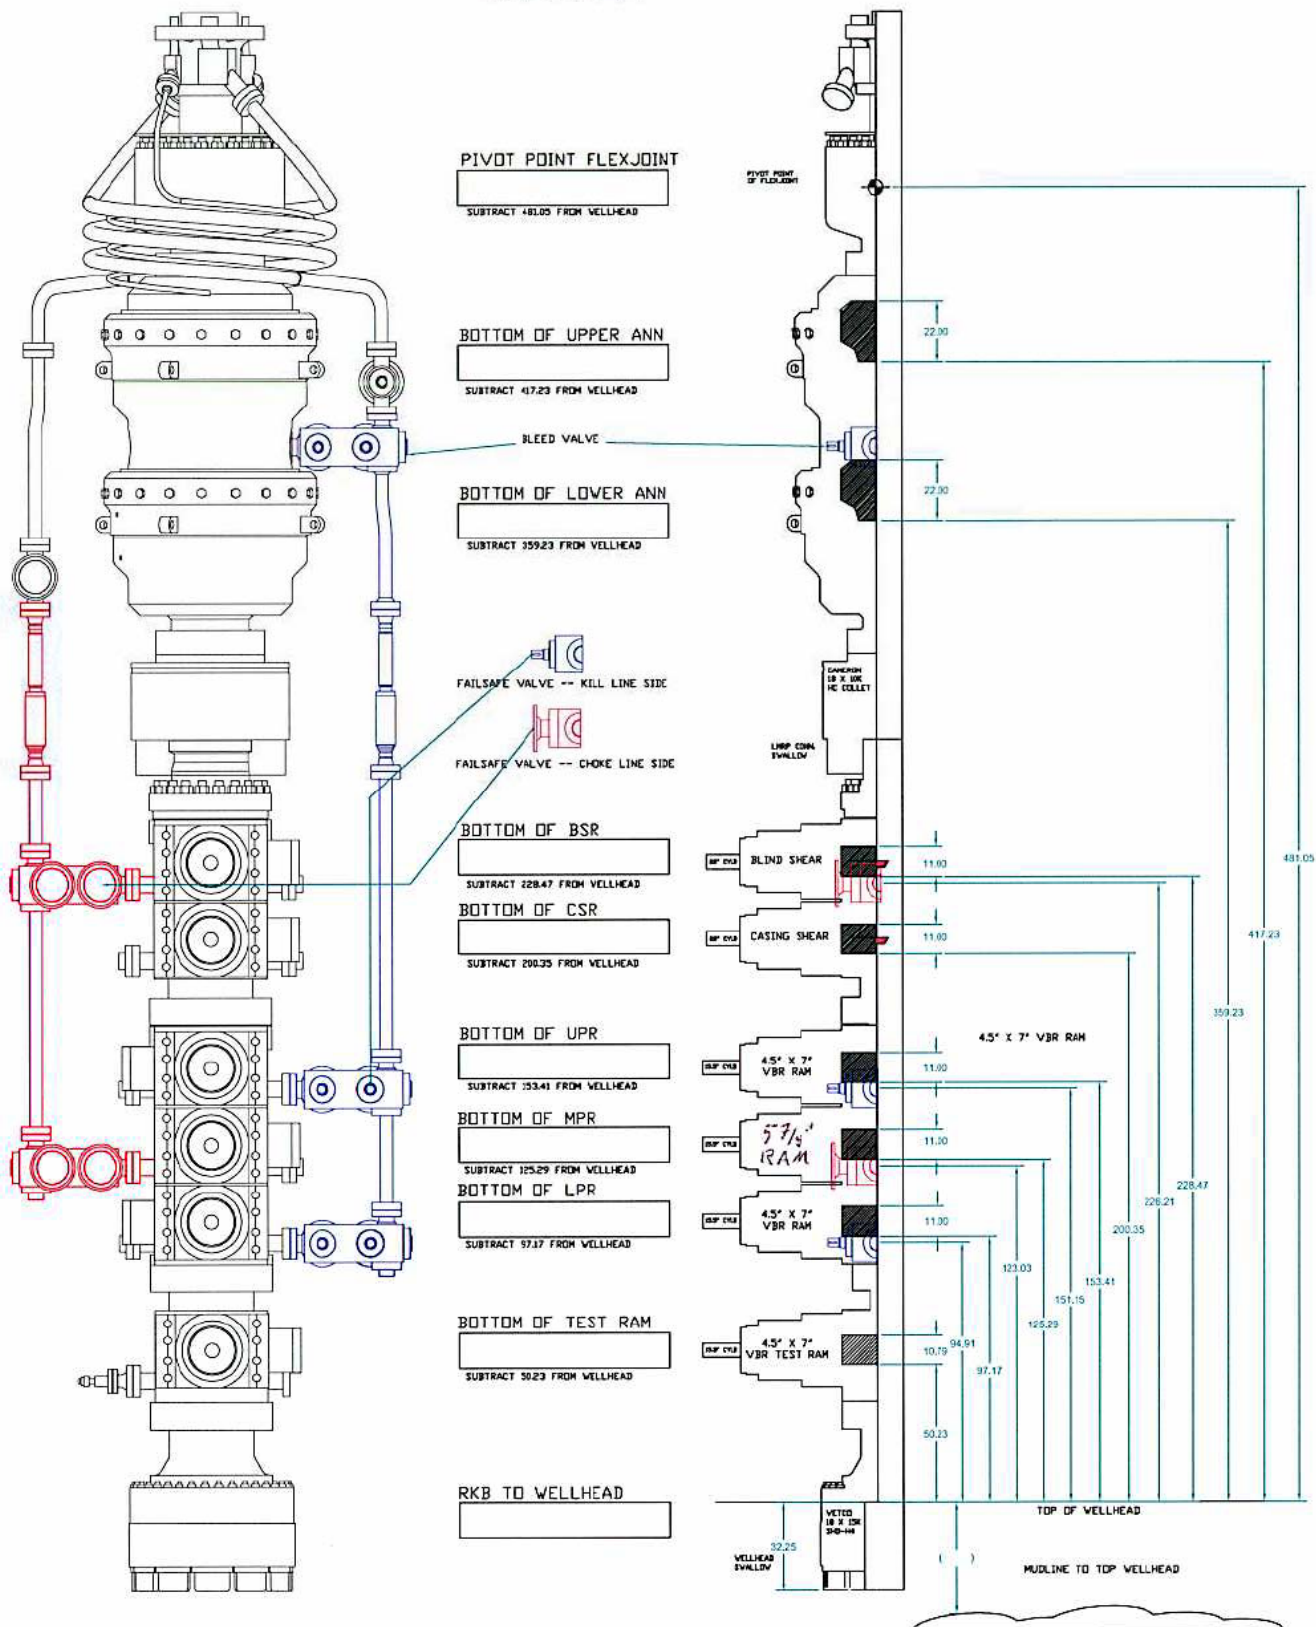 PIVOT POINT FLEXJOINT
SUBTRACT 481.05 FROM WELLHEAD
BOTTOM OF UPPER ANN
SUBTRACT 417.23 FROM WELLHEAD
BLEED VALVE
BOTTOM OF LOWER ANN
SUBTRACT 359.23 FROM WELLHEAD
FAILSAFE VALVE -- KILL LINE SIDE
FAILSAFE VALVE -- CHOKE LINE SIDE
BOTTOM OF BSR
SUBTRACT 228.47 FROM WELLHEAD
BOTTOM OF CSR
SUBTRACT 200.35 FROM WELLHEAD
BOTTOM OF UPR
SUBTRACT 153.41 FROM WELLHEAD
BOTTOM OF MPR
SUBTRACT 125.29 FROM WELLHEAD
BOTTOM OF LPR
SUBTRACT 97.17 FROM WELLHEAD
BOTTOM OF TEST RAM
SUBTRACT 50.23 FROM WELLHEAD
RKB TO WELLHEAD
PIVOT POINT
OF FLEXJOINT
22.00
22.00
CAMERON
18 X 10K
HC COLLET
LMRP CONN.
SWALLOW
BLIND SHEAR
11.00
CASING SHEAR
11.00
4.5" X 7"
VBR RAM
11.00
4.5" X 7" VBR RAM
5 7/8"
RAM
11.00
4.5" X 7"
VBR RAM
11.00
4.5" X 7"
VBR TEST RAM
10.79
50.23
94.91
97.17
123.03
125.29
151.15
153.41
200.35
226.21
228.47
359.23
417.23
481.05
VETCO
18 X 15K
SHD-H4
32.25
WELLHEAD
SWALLOW
TOP OF WELLHEAD
( )
MUDLINE TO TOP WELLHEAD